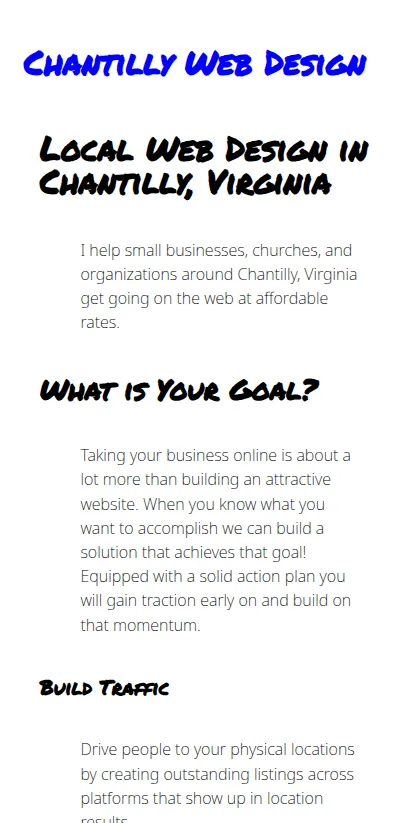 Chantilly Web Design
Local Web Design in
Chantilly, Virginia
I help small businesses, churches, and
organizations around Chantilly, Virginia
get going on the web at affordable
rates.
What is Your Goal?
Taking your business online is about a
lot more than building an attractive
website. When you know what you
want to accomplish we can build a
solution that achieves that goal!
Equipped with a solid action plan you
will gain traction early on and build on
that momentum.
Build Traffic
Drive people to your physical locations
by creating outstanding listings across
platforms that show up in location
results